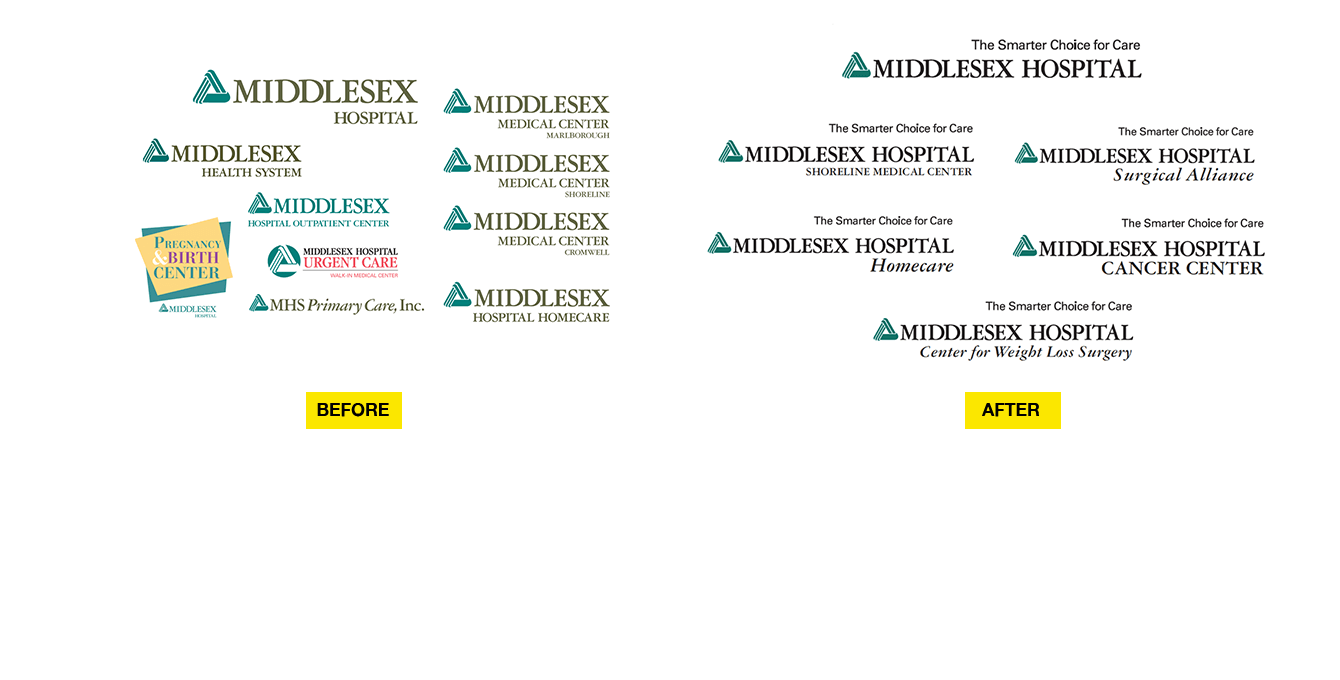 MIDDLESEX
HOSPITAL
MIDDLESEX
HEALTH SYSTEM
MIDDLESEX
HOSPITAL OUTPATIENT CENTER
PREGNANCY
& BIRTH
CENTER
MIDDLESEX
HOSPITAL
MIDDLESEX HOSPITAL
URGENT CARE
WALK-IN MEDICAL CENTER
MHS Primary Care, Inc.
MIDDLESEX
MEDICAL CENTER
MARLBOROUGH
MIDDLESEX
MEDICAL CENTER
SHORELINE
MIDDLESEX
MEDICAL CENTER
CROMWELL
MIDDLESEX
HOSPITAL HOMECARE
BEFORE
The Smarter Choice for Care
MIDDLESEX HOSPITAL
The Smarter Choice for Care
MIDDLESEX HOSPITAL
SHORELINE MEDICAL CENTER
The Smarter Choice for Care
MIDDLESEX HOSPITAL
Surgical Alliance
The Smarter Choice for Care
MIDDLESEX HOSPITAL
Homecare
The Smarter Choice for Care
MIDDLESEX HOSPITAL
CANCER CENTER
The Smarter Choice for Care
MIDDLESEX HOSPITAL
Center for Weight Loss Surgery
AFTER